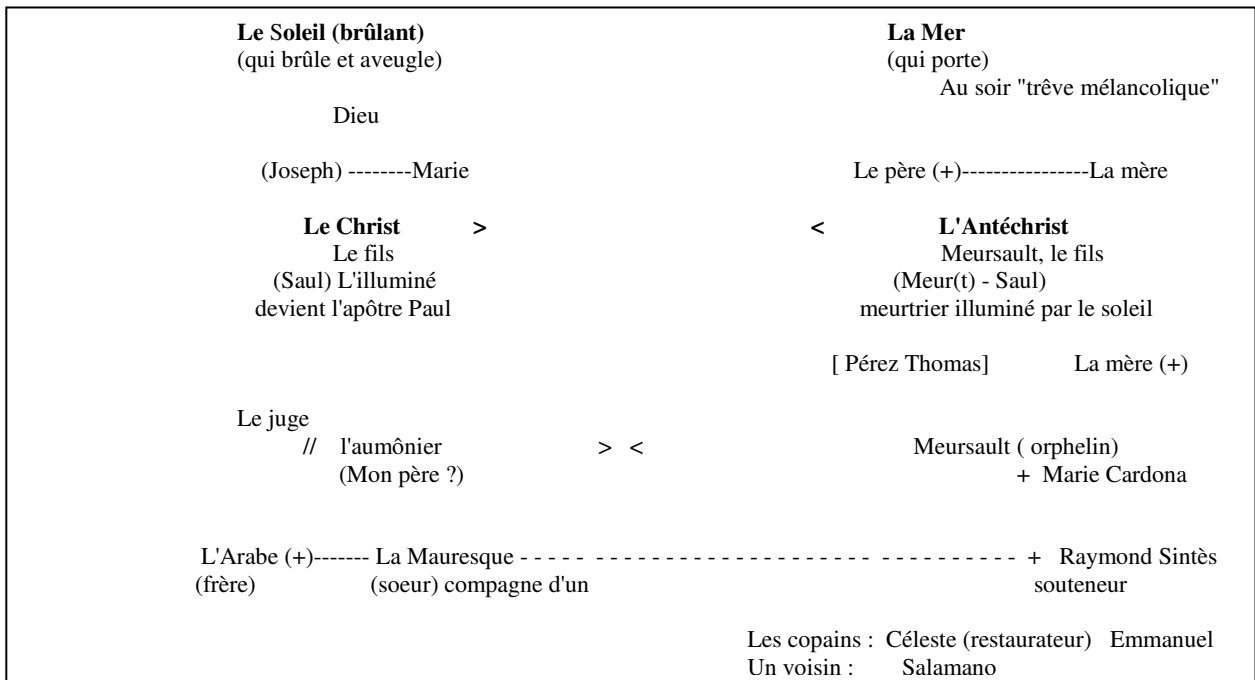 Le Soleil (brûlant) La Mer
(qui brûle et aveugle) (qui porte)
Au soir "trêve mélancolique"
Dieu
(Joseph) --------Marie Le père (+)----------------La mère
Le Christ > < L'Antéchrist
Le fils Meursault, le fils
(Saul) L'illuminé (Meur(t) - Saul)
devient l'apôtre Paul meurtrier illuminé par le soleil
[ Pérez Thomas] La mère (+)
Le juge
// l'aumônier > < Meursault ( orphelin)
(Mon père ?) + Marie Cardona
L'Arabe (+)------- La Mauresque - - - - - - - - - - - - - - - - - - - - - - - - - - - - - - - - - - - + Raymond Sintès
(frère) (soeur) compagne d'un souteneur
Les copains : Céleste (restaurateur) Emmanuel
Un voisin : Salamano